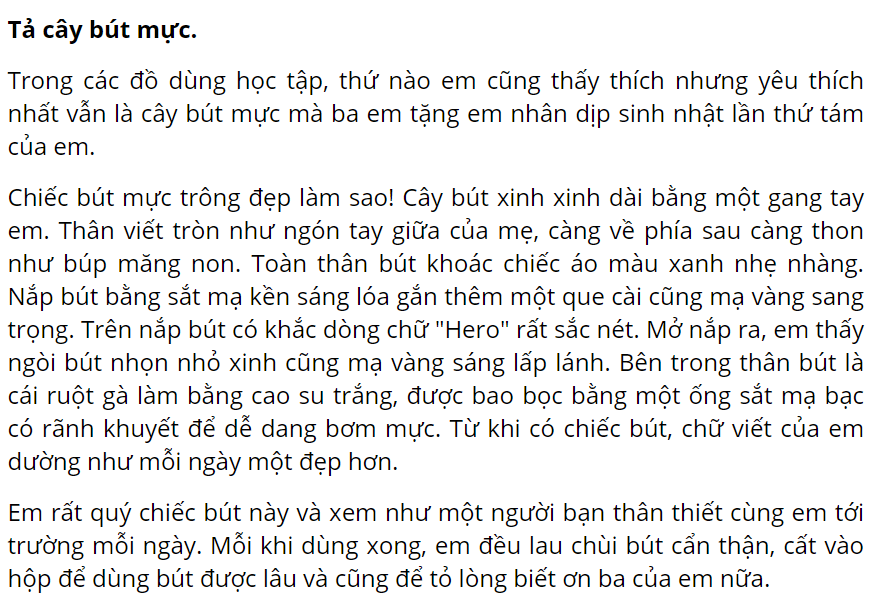 Tả cây bút mực.
Trong các đồ dùng học tập, thứ nào em cũng thấy thích nhưng yêu thích
nhất vẫn là cây bút mực mà ba em tặng em nhân dịp sinh nhật lần thứ tám
của em.
Chiếc bút mực trông đẹp làm sao! Cây bút xinh xinh dài bằng một gang tay
em. Thân viết tròn như ngón tay giữa của mẹ, càng về phía sau càng thon
như búp măng non. Toàn thân bút khoác chiếc áo màu xanh nhẹ nhàng.
Nắp bút bằng sắt mạ kền sáng lóa gắn thêm một que cài cũng mạ vàng sang
trọng. Trên nắp bút có khắc dòng chữ "Hero" rất sắc nét. Mở nắp ra, em thấy
ngòi bút nhọn nhỏ xinh cũng mạ vàng sáng lấp lánh. Bên trong thân bút là
cái ruột gà làm bằng cao su trắng, được bao bọc bằng một ống sắt mạ bạc
có rãnh khuyết để dễ dang bơm mực. Từ khi có chiếc bút, chữ viết của em
dường như mỗi ngày một đẹp hơn.
Em rất quý chiếc bút này và xem như một người bạn thân thiết cùng em tới
trường mỗi ngày. Mỗi khi dùng xong, em đều lau chùi bút cẩn thận, cất vào
hộp để dùng bút được lâu và cũng để tỏ lòng biết ơn ba của em nữa.